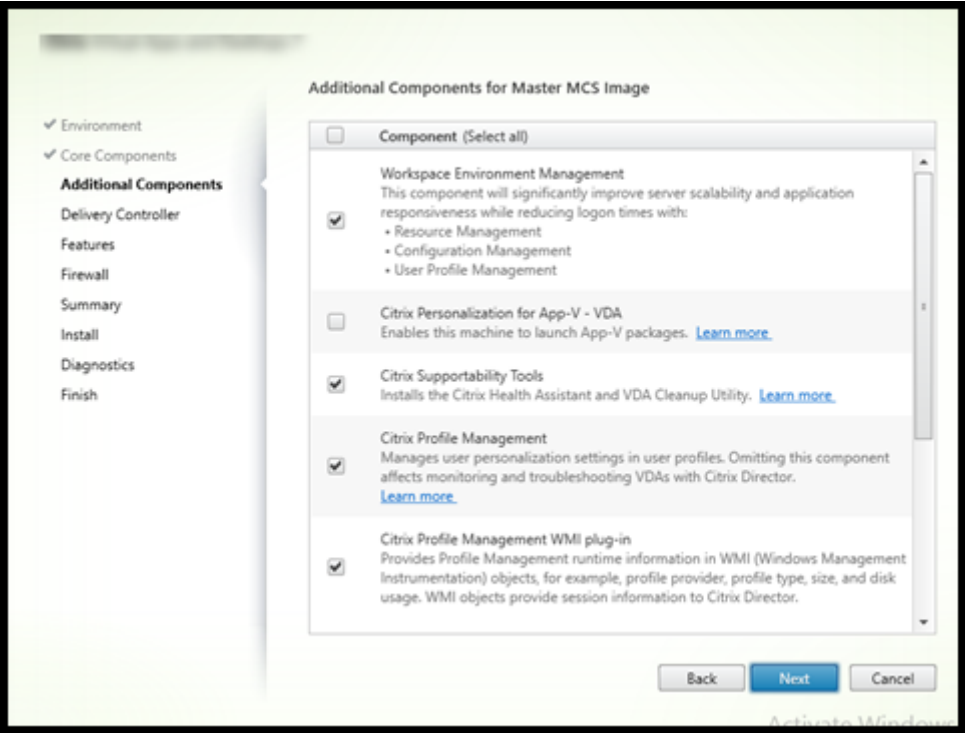 Additional Components for Master MCS Image
Environment
Core Components
Additional Components
Delivery Controller
Features
Firewall
Summary
Install
Diagnostics
Finish
Component (Select all)
Workspace Environment Management
This component will significantly improve server scalability and application
responsiveness while reducing logon times with:
• Resource Management
• Configuration Management
• User Profile Management
Citrix Personalization for App-V - VDA
Enables this machine to launch App-V packages. Learn more
Citrix Supportability Tools
Installs the Citrix Health Assistant and VDA Cleanup Utility. Learn more
Citrix Profile Management
Manages user personalization settings in user profiles. Omitting this component
affects monitoring and troubleshooting VDAs with Citrix Director.
Learn more
Citrix Profile Management WMI plug-in
Provides Profile Management runtime information in WMI (Windows Management
Instrumentation) objects, for example, profile provider, profile type, size, and disk
usage. WMI objects provide session information to Citrix Director.
Back Next Cancel
Activate Windows